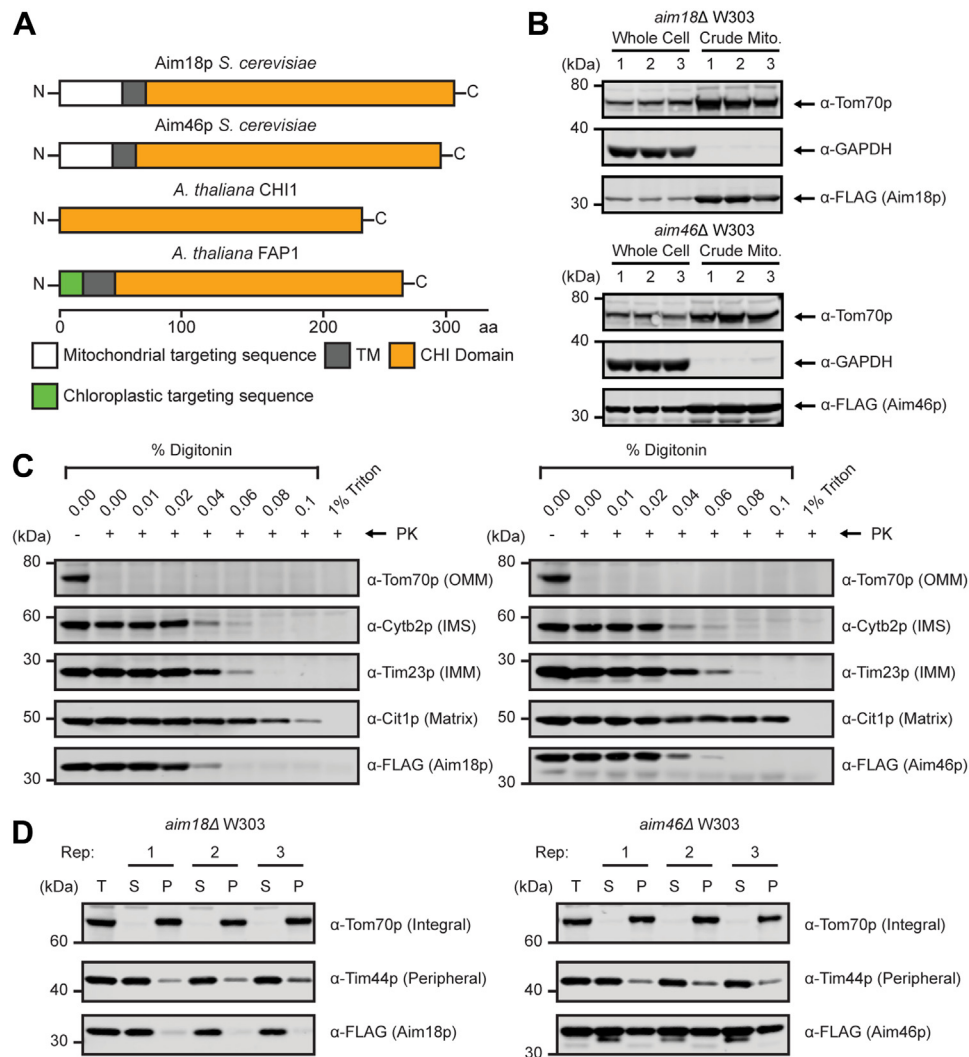 A
Aim18p S. cerevisiae
N
C
Aim46p S. cerevisiae
N
C
A. thaliana CHI1
N
C
A. thaliana FAP1
N
C
0 100 200 300 aa
Mitochondrial targeting sequence TM CHI Domain
Chloroplastic targeting sequence
B
aim18Δ W303
Whole Cell Crude Mito.
(kDa) 1 2 3 1 2 3
80
α-Tom70p
40
α-GAPDH
30
α-FLAG (Aim18p)
aim46Δ W303
Whole Cell Crude Mito.
(kDa) 1 2 3 1 2 3
80
α-Tom70p
40
α-GAPDH
30
α-FLAG (Aim46p)
C
% Digitonin
0.00 0.00 0.01 0.02 0.04 0.06 0.08 0.1 1% Triton
(kDa) - + + + + + + + + PK
80
α-Tom70p (OMM)
60
α-Cytb2p (IMS)
30
α-Tim23p (IMM)
50
α-Cit1p (Matrix)
30
α-FLAG (Aim18p)
% Digitonin
0.00 0.00 0.01 0.02 0.04 0.06 0.08 0.1 1% Triton
(kDa) - + + + + + + + + PK
80
α-Tom70p (OMM)
60
α-Cytb2p (IMS)
30
α-Tim23p (IMM)
50
α-Cit1p (Matrix)
30
α-FLAG (Aim46p)
D
aim18Δ W303
Rep: 1 2 3
(kDa) T S P S P S P
60
α-Tom70p (Integral)
40
α-Tim44p (Peripheral)
30
α-FLAG (Aim18p)
aim46Δ W303
Rep: 1 2 3
(kDa) T S P S P S P
60
α-Tom70p (Integral)
40
α-Tim44p (Peripheral)
30
α-FLAG (Aim46p)